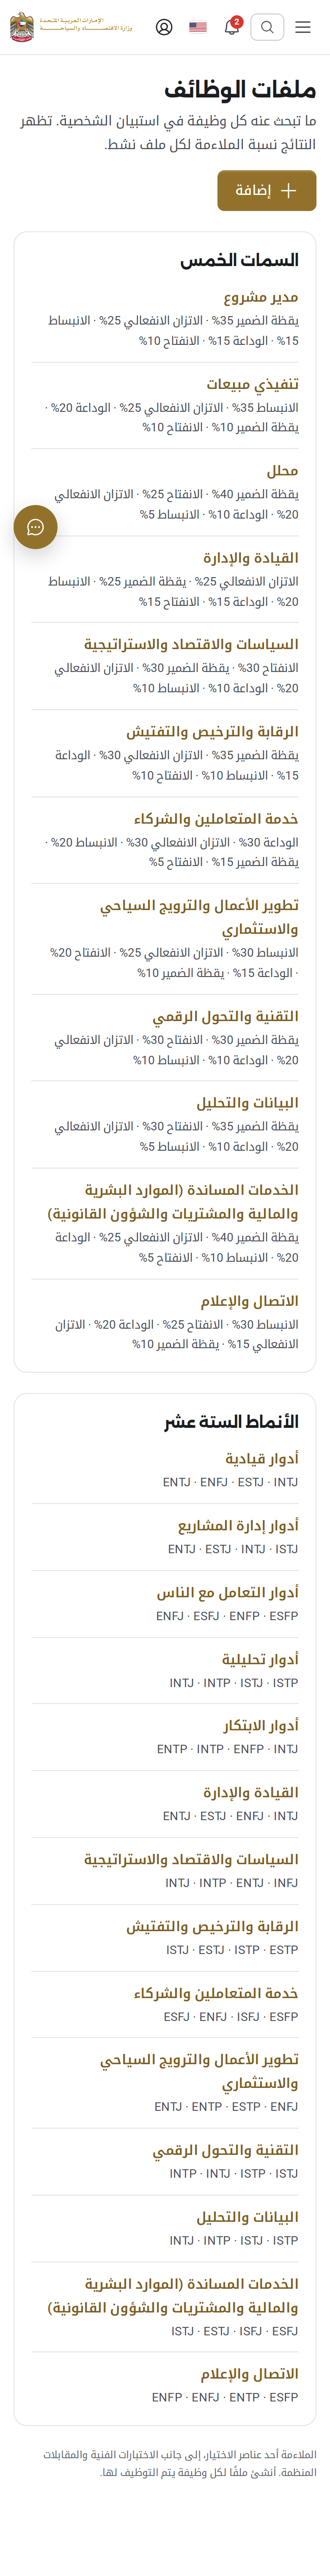 الإمارات العربية المتحدة
وزارة الاقتصاد والسياحة
2
ملفات الوظائف
ما تبحث عنه كل وظيفة في استبيان الشخصية. تظهر
النتائج نسبة الملاءمة لكل ملف نشط.
إضافة
السمات الخمس
مدير مشروع
يقظة الضمير 35% · الاتزان الانفعالي 25% · الانبساط
15% · الوداعة 15% · الانفتاح 10%
تنفيذي مبيعات
الانبساط 35% · الاتزان الانفعالي 25% · الوداعة 20% ·
يقظة الضمير 10% · الانفتاح 10%
محلل
يقظة الضمير 40% · الانفتاح 25% · الاتزان الانفعالي
20% · الوداعة 10% · الانبساط 5%
القيادة والإدارة
الاتزان الانفعالي 25% · يقظة الضمير 25% · الانبساط
20% · الوداعة 15% · الانفتاح 15%
السياسات والاقتصاد والاستراتيجية
الانفتاح 30% · يقظة الضمير 30% · الاتزان الانفعالي
20% · الوداعة 10% · الانبساط 10%
الرقابة والترخيص والتفتيش
يقظة الضمير 35% · الاتزان الانفعالي 30% · الوداعة
15% · الانبساط 10% · الانفتاح 10%
خدمة المتعاملين والشركاء
الوداعة 30% · الاتزان الانفعالي 30% · الانبساط 20% ·
يقظة الضمير 15% · الانفتاح 5%
تطوير الأعمال والترويج السياحي
والاستثماري
الانبساط 30% · الاتزان الانفعالي 25% · الانفتاح 20%
· الوداعة 15% · يقظة الضمير 10%
التقنية والتحول الرقمي
يقظة الضمير 30% · الانفتاح 30% · الاتزان الانفعالي
20% · الوداعة 10% · الانبساط 10%
البيانات والتحليل
يقظة الضمير 35% · الانفتاح 30% · الاتزان الانفعالي
20% · الوداعة 10% · الانبساط 5%
الخدمات المساندة (الموارد البشرية
والمالية والمشتريات والشؤون القانونية)
يقظة الضمير 40% · الاتزان الانفعالي 25% · الوداعة
20% · الانبساط 10% · الانفتاح 5%
الاتصال والإعلام
الانبساط 30% · الانفتاح 25% · الوداعة 20% · الاتزان
الانفعالي 15% · يقظة الضمير 10%
الأنماط الستة عشر
أدوار قيادية
ENTJ · ENFJ · ESTJ · INTJ
أدوار إدارة المشاريع
ENTJ · ESTJ · INTJ · ISTJ
أدوار التعامل مع الناس
ENFJ · ESFJ · ENFP · ESFP
أدوار تحليلية
INTJ · INTP · ISTJ · ISTP
أدوار الابتكار
ENTP · INTP · ENFP · INTJ
القيادة والإدارة
ENTJ · ESTJ · ENFJ · INTJ
السياسات والاقتصاد والاستراتيجية
INTJ · INTP · ENTJ · INFJ
الرقابة والترخيص والتفتيش
ISTJ · ESTJ · ISTP · ESTP
خدمة المتعاملين والشركاء
ESFJ · ENFJ · ISFJ · ESFP
تطوير الأعمال والترويج السياحي
والاستثماري
ENTJ · ENTP · ESTP · ENFJ
التقنية والتحول الرقمي
INTP · INTJ · ISTP · ISTJ
البيانات والتحليل
INTJ · INTP · ISTJ · ISTP
الخدمات المساندة (الموارد البشرية
والمالية والمشتريات والشؤون القانونية)
ISTJ · ESTJ · ISFJ · ESFJ
الاتصال والإعلام
ENFP · ENFJ · ENTP · ESFP
الملاءمة أحد عناصر الاختيار، إلى جانب الاختبارات الفنية والمقابلات
المنظمة. أنشئ ملفًا لكل وظيفة يتم التوظيف لها.